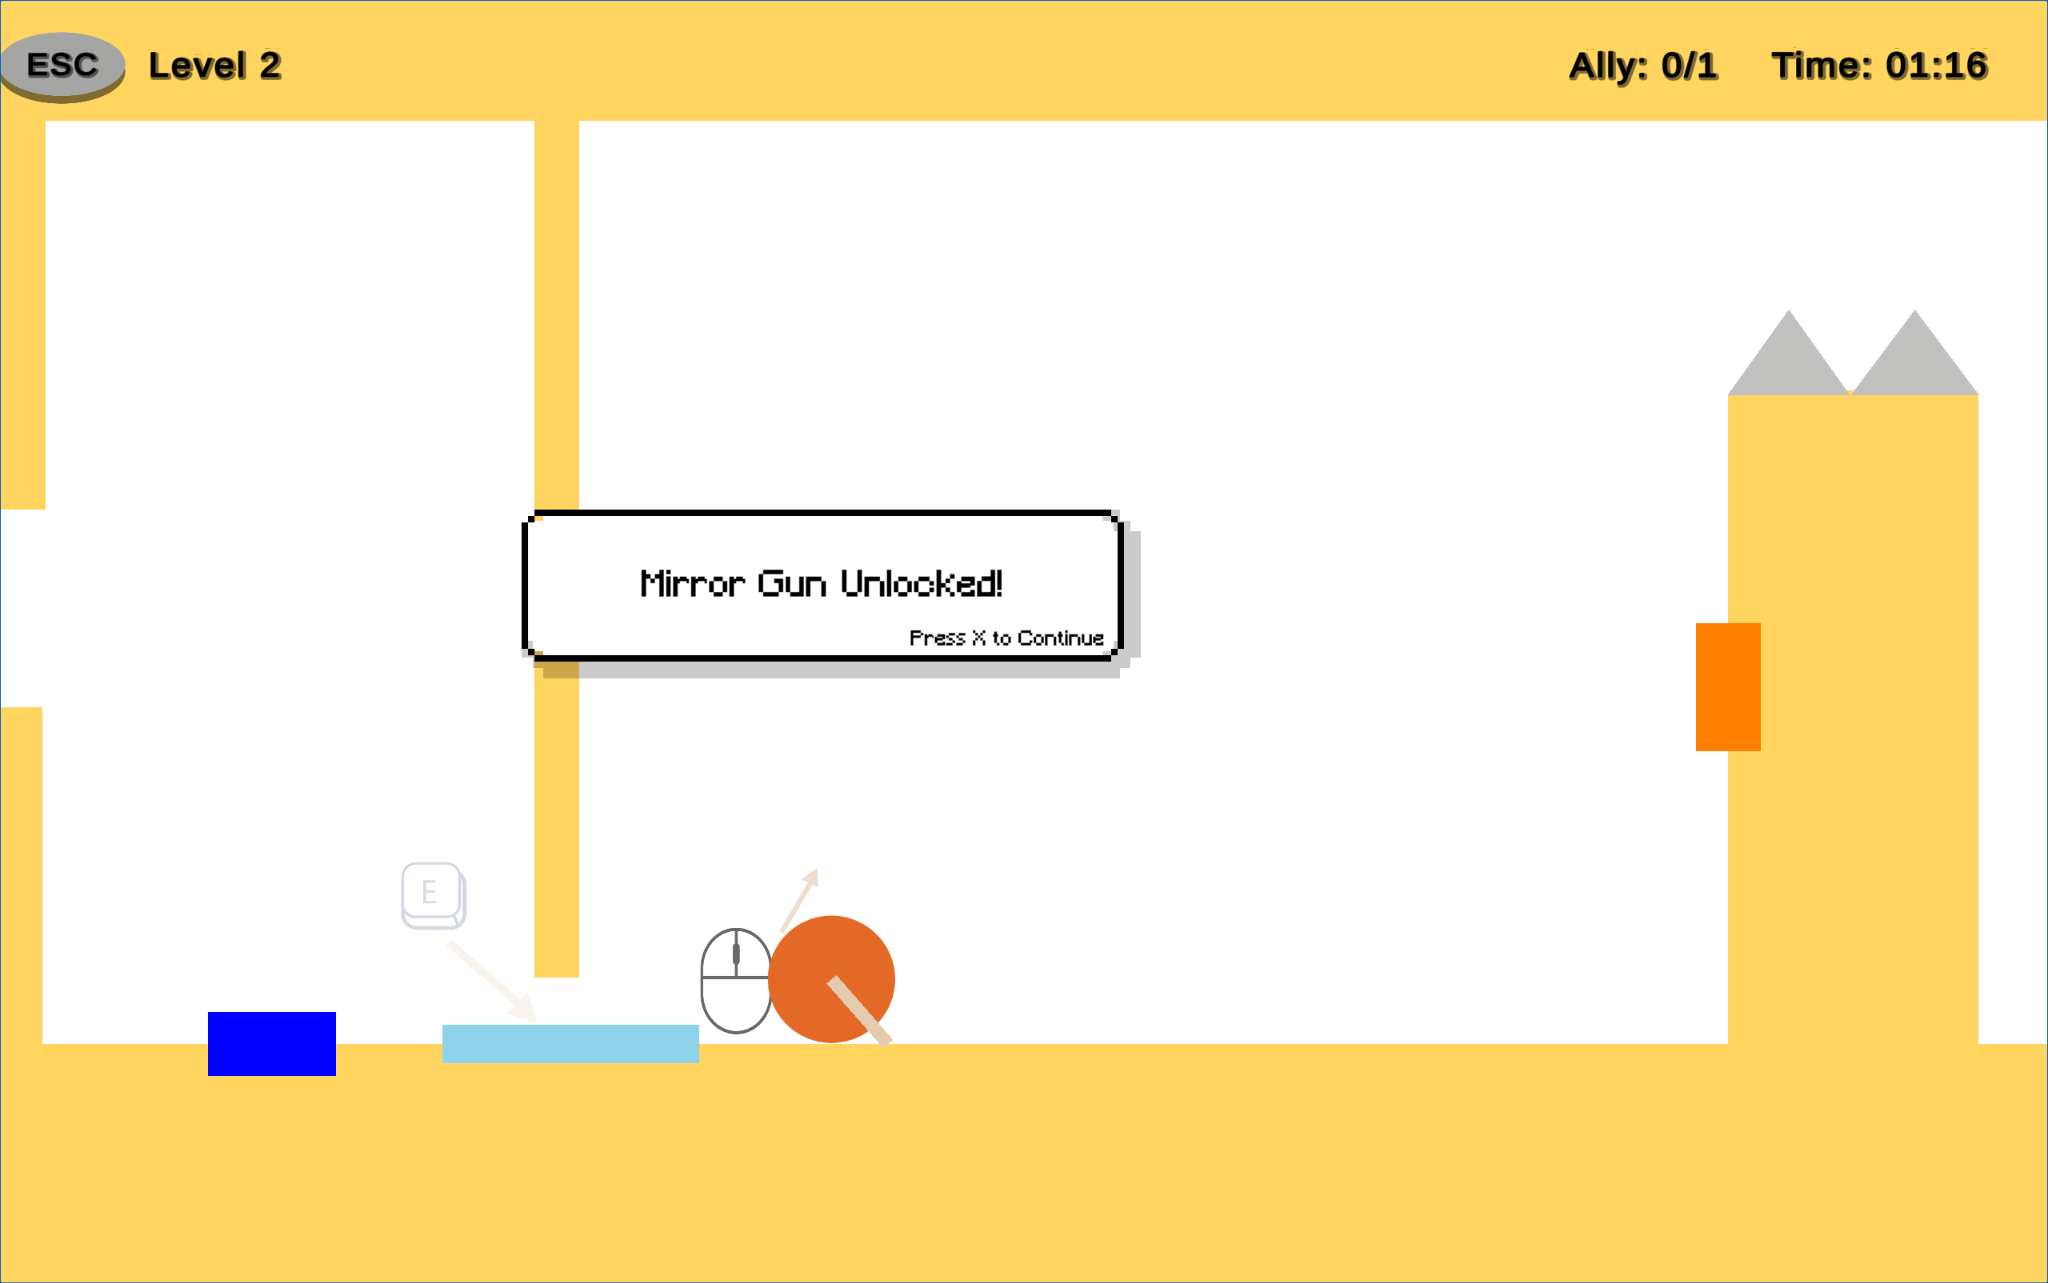 ESC Level 2 Ally: 0/1 Time: 01:16
Mirror Gun Unlocked!
Press X to Continue
E